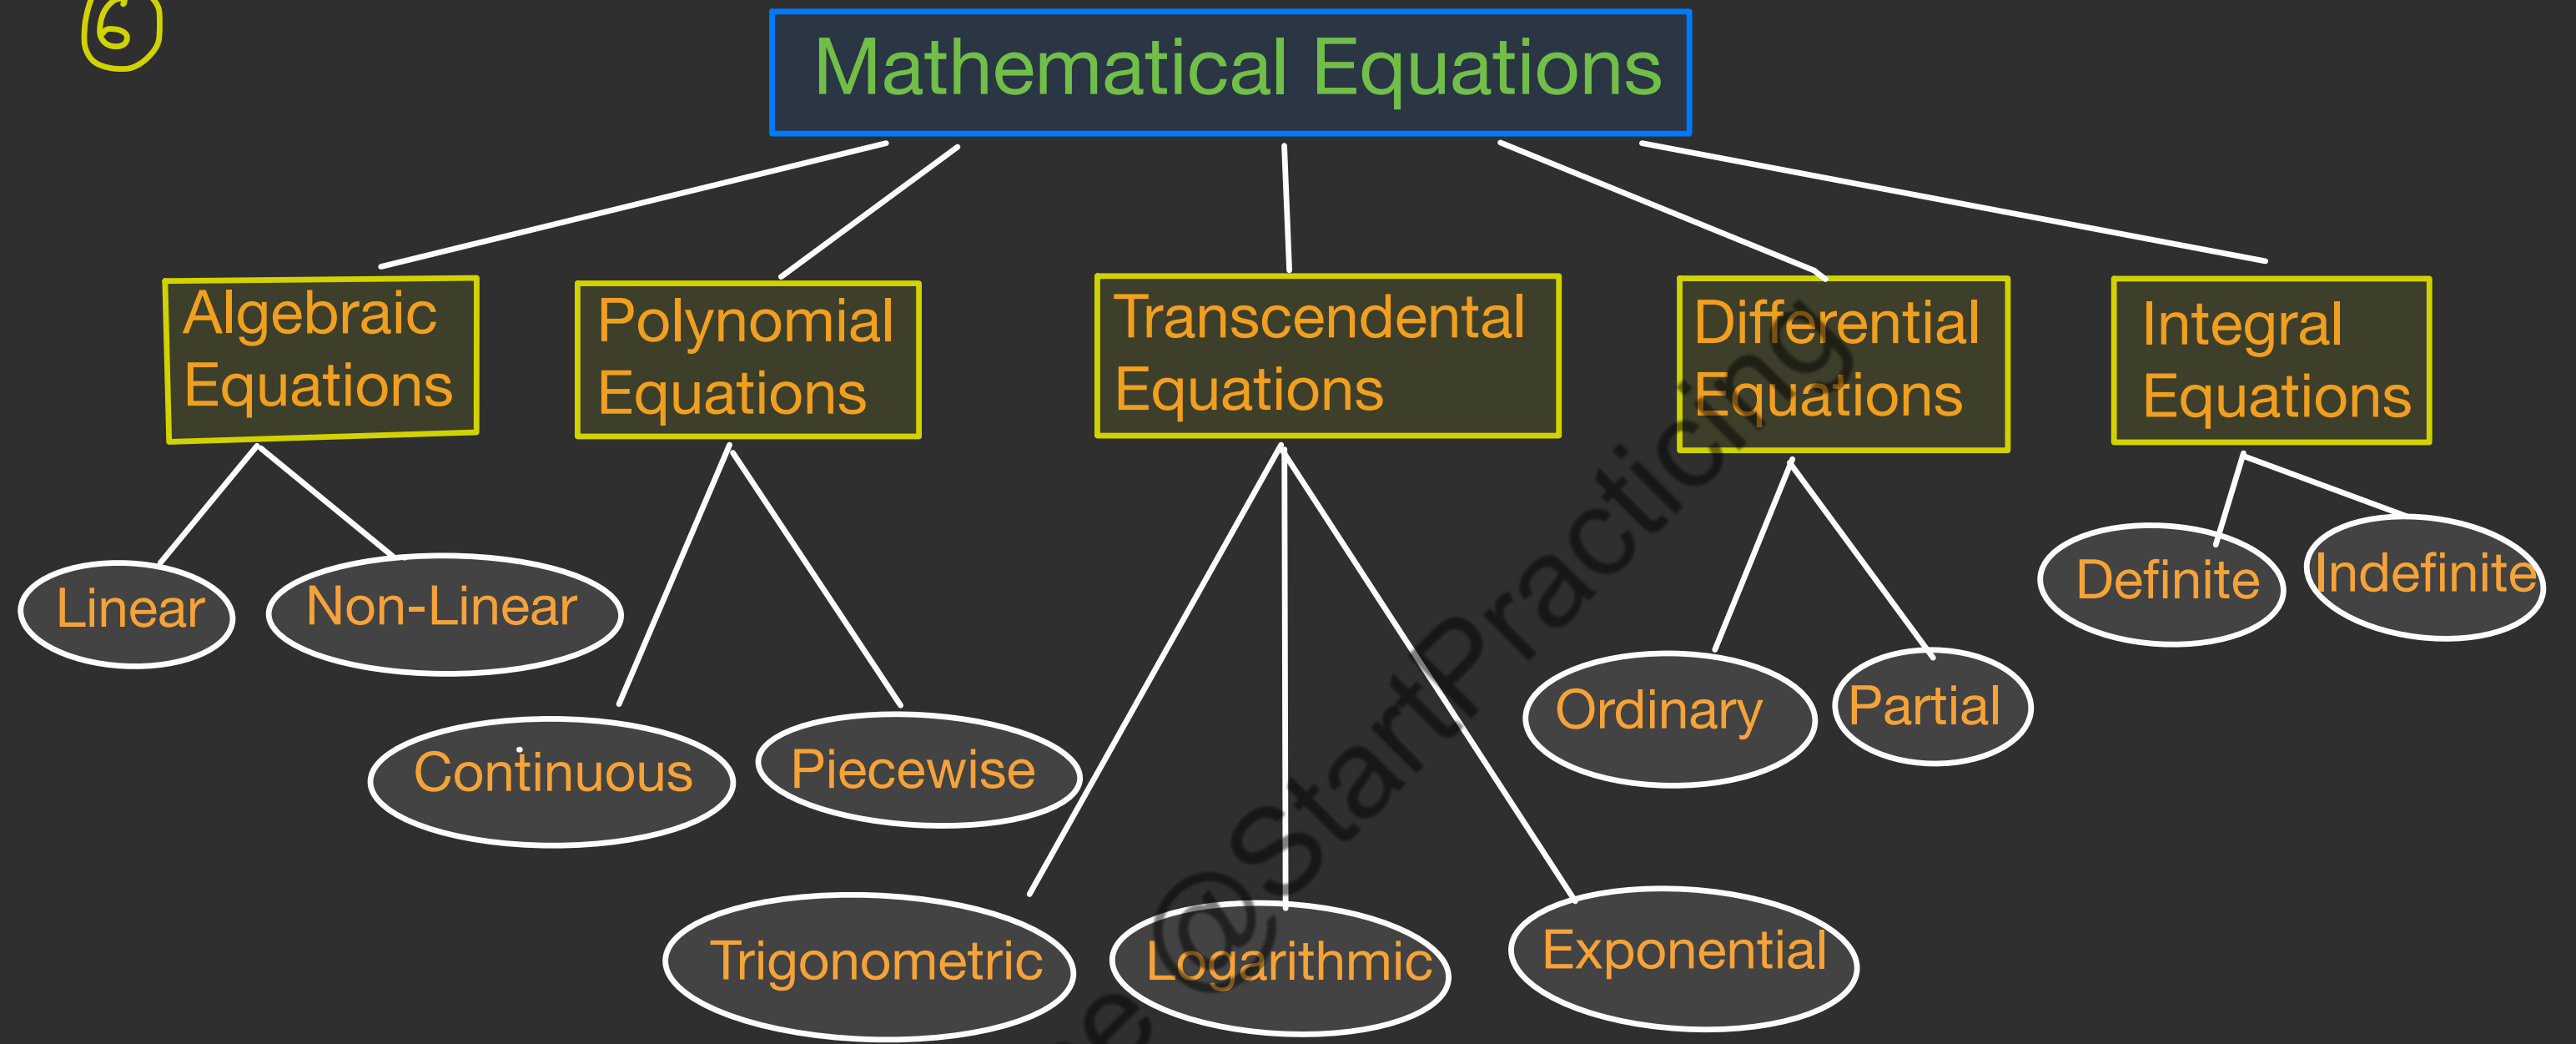 6
Mathematical Equations
Algebraic
Equations
Polynomial
Equations
Transcendental
Equations
Differential
Equations
Integral
Equations
Linear
Non-Linear
Continuous
Piecewise
Trigonometric
Logarithmic
Exponential
Ordinary
Partial
Definite
Indefinite
@StartPracticing